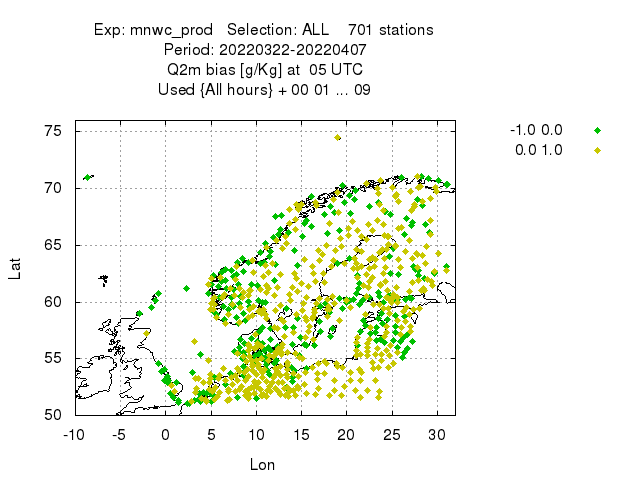 Exp: mnwc_prod   Selection: ALL    701 stations
Period: 20220322-20220407
Q2m bias [g/Kg] at  05 UTC
Used {All hours} + 00 01 ... 09
-1.0 0.0
0.0 1.0
75
70
65
60
55
50
Lat
-10 -5 0 5 10 15 20 25 30
Lon